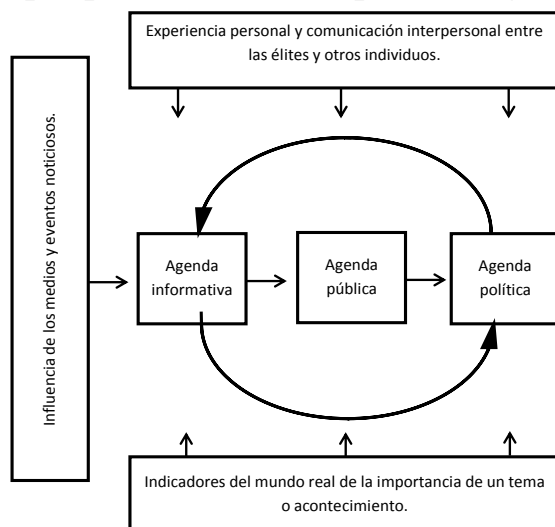 Experiencia personal y comunicación interpersonal entre
las élites y otros individuos.
Influencia de los medios y eventos noticiosos.
Agenda
informativa
Agenda
pública
Agenda
política
Indicadores del mundo real de la importancia de un tema
o acontecimiento.